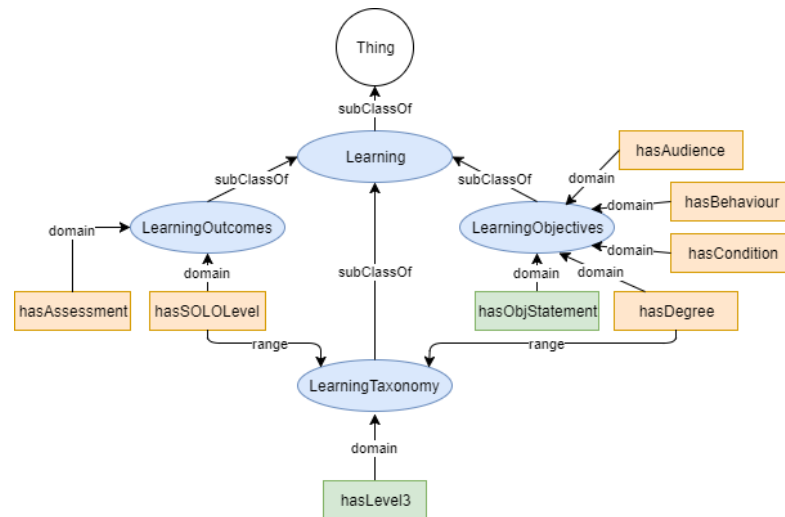 Thing
subClassOf
Learning
hasAudience
subClassOf
subClassOf
domain
hasBehaviour
LearningOutcomes
LearningObjectives
domain
domain
hasCondition
subClassOf
domain
domain
domain
hasAssessment
hasSOLOLevel
hasObjStatement
hasDegree
range
range
LearningTaxonomy
domain
hasLevel3